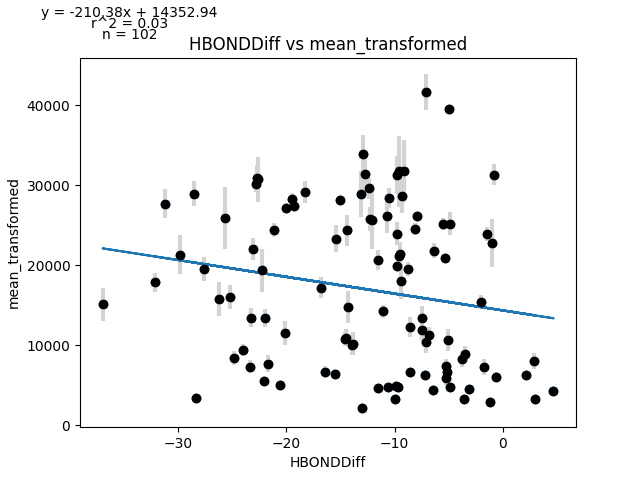 y = -210.38x + 14352.94
r^2 = 0.03
n = 102
HBONDDiff vs mean_transformed
mean_transformed
40000
30000
20000
10000
0
−30
−20
−10
0
HBONDDiff